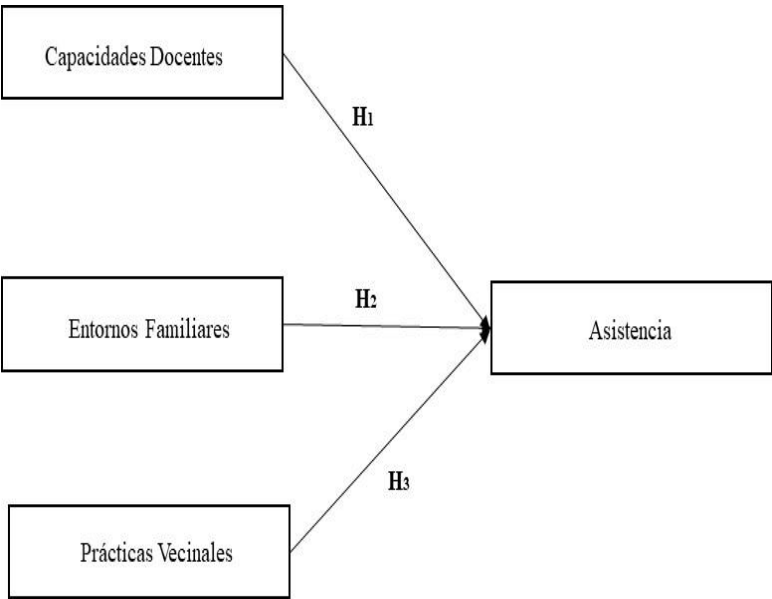 Capacidades Docentes
H1
H2
Entornos Familiares
Asistencia
H3
Prácticas Vecinales